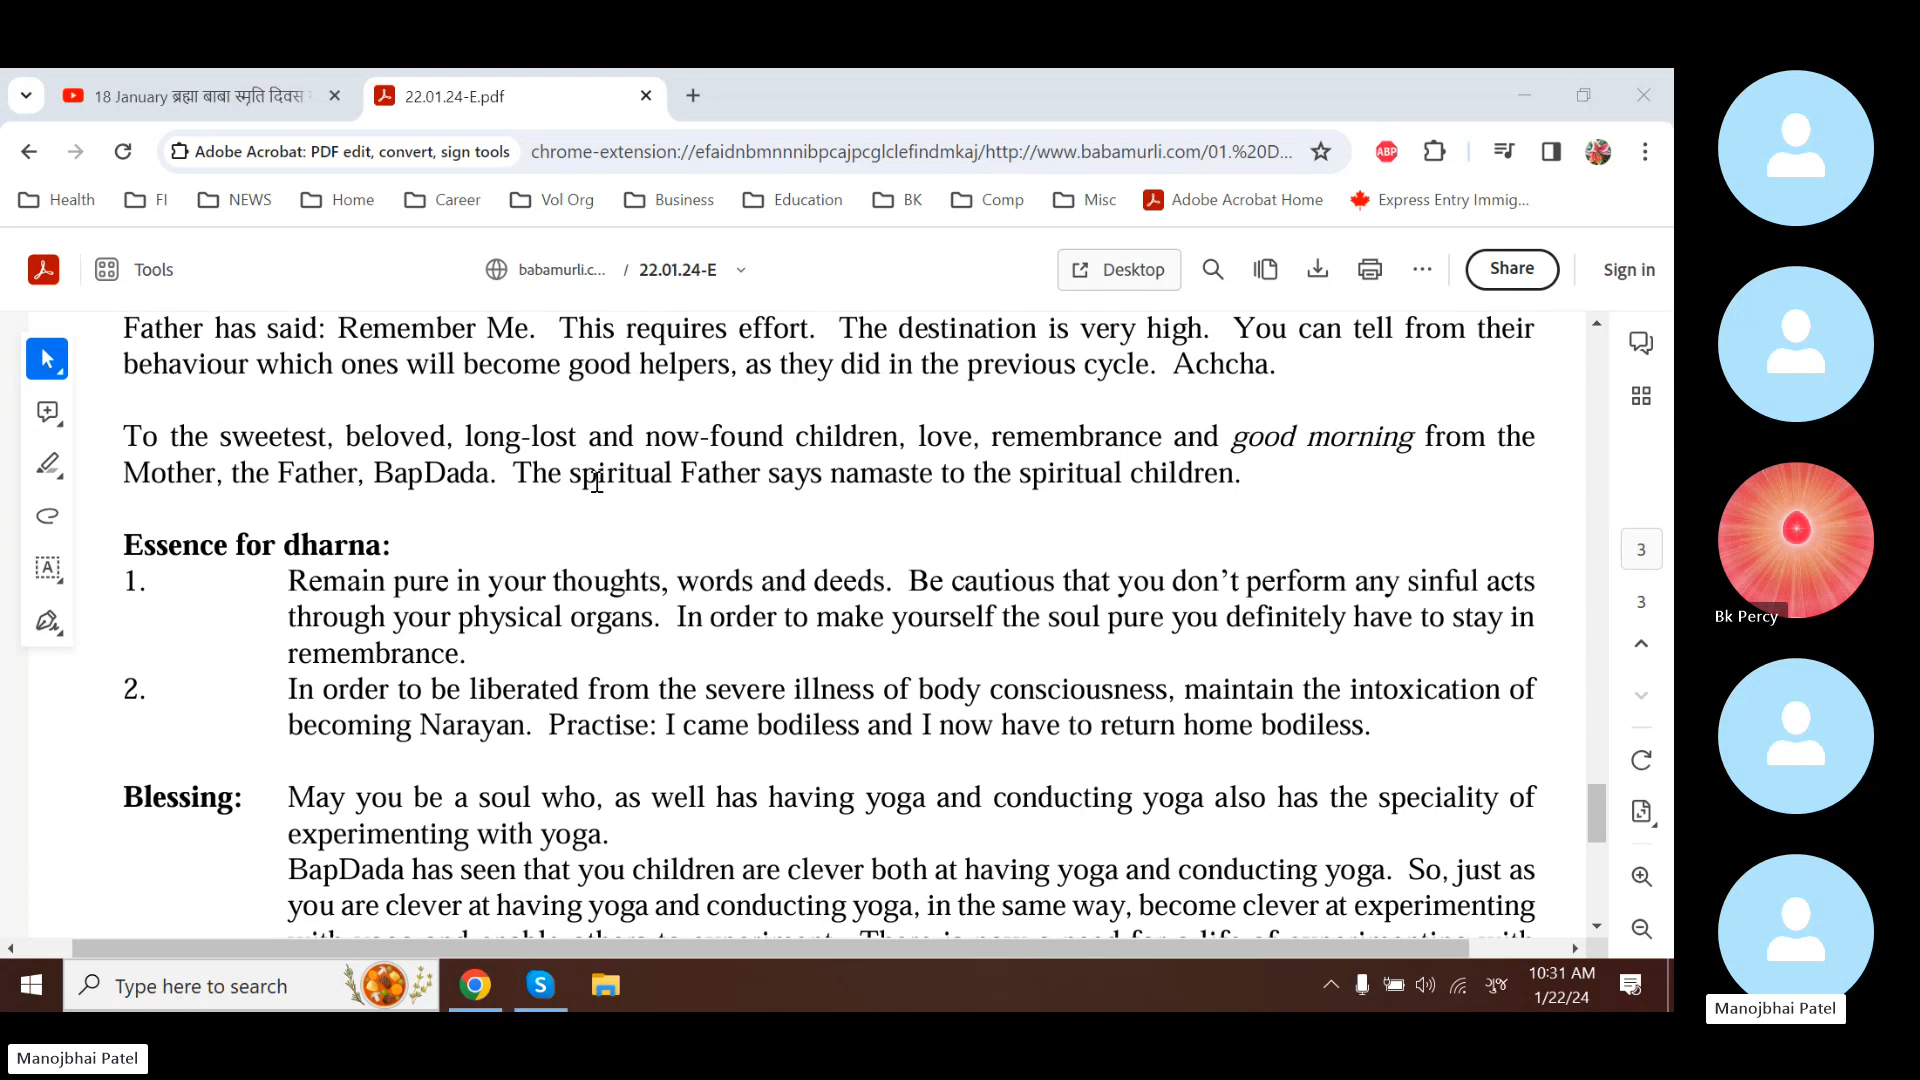 18 January ब्रह्मा बाबा स्मृति दिवस
22.01.24-E.pdf
Adobe Acrobat: PDF edit, convert, sign tools
chrome-extension://efaidnbmnnnibpcajpcglclefindmkaj/http://www.babamurli.com/01.%20D...
ABP
Health
FI
NEWS
Home
Career
Vol Org
Business
Education
BK
Comp
Misc
Adobe Acrobat Home
Express Entry Immig...
Tools
babamurli.c... / 22.01.24-E
Desktop
Share
Sign in
Father has said: Remember Me. This requires effort. The destination is very high. You can tell from their
behaviour which ones will become good helpers, as they did in the previous cycle. Achcha.
To the sweetest, beloved, long-lost and now-found children, love, remembrance and good morning from the
Mother, the Father, BapDada. The spiritual Father says namaste to the spiritual children.
Essence for dharna:
1. Remain pure in your thoughts, words and deeds. Be cautious that you don't perform any sinful acts
through your physical organs. In order to make yourself the soul pure you definitely have to stay in
remembrance.
2. In order to be liberated from the severe illness of body consciousness, maintain the intoxication of
becoming Narayan. Practise: I came bodiless and I now have to return home bodiless.
Blessing: May you be a soul who, as well has having yoga and conducting yoga also has the speciality of
experimenting with yoga.
BapDada has seen that you children are clever both at having yoga and conducting yoga. So, just as
you are clever at having yoga and conducting yoga, in the same way, become clever at experimenting
3
3
A
Type here to search
S
ગુજ
10:31 AM
1/22/24
Bk Percy
Manojbhai Patel
Manojbhai Patel